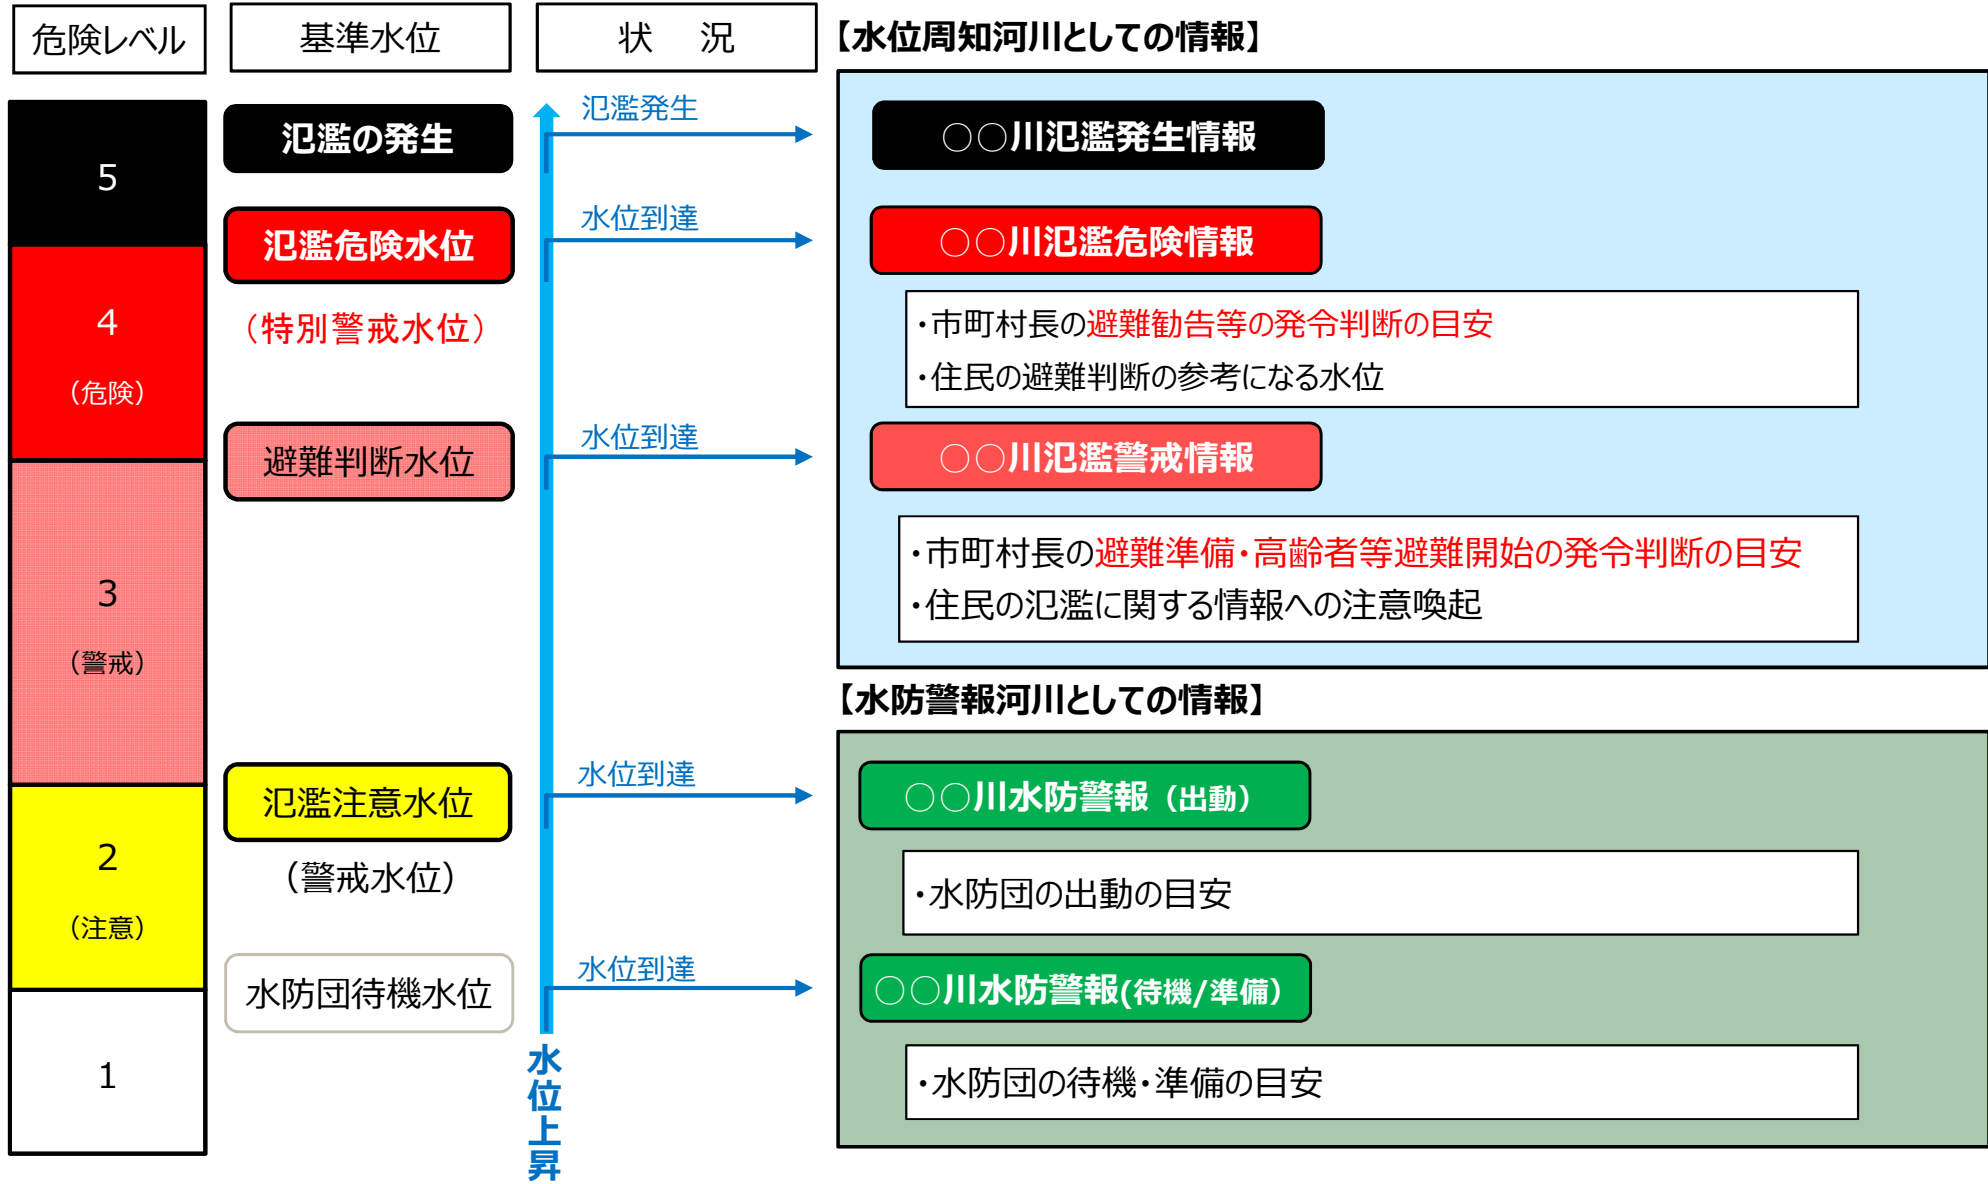 危険レベル
基準水位
状　況
【水位周知河川としての情報】
5
氾濫の発生
氾濫発生
○○川氾濫発生情報
氾濫危険水位
水位到達
○○川氾濫危険情報
4
（危険）
（特別警戒水位）
・市町村長の避難勧告等の発令判断の目安
・住民の避難判断の参考になる水位
避難判断水位
水位到達
○○川氾濫警戒情報
3
（警戒）
・市町村長の避難準備・高齢者等避難開始の発令判断の目安
・住民の氾濫に関する情報への注意喚起
【水防警報河川としての情報】
氾濫注意水位
水位到達
○○川水防警報（出動）
2
（注意）
（警戒水位）
・水防団の出動の目安
水防団待機水位
水位到達
○○川水防警報(待機/準備）
1
・水防団の待機・準備の目安
水位上昇